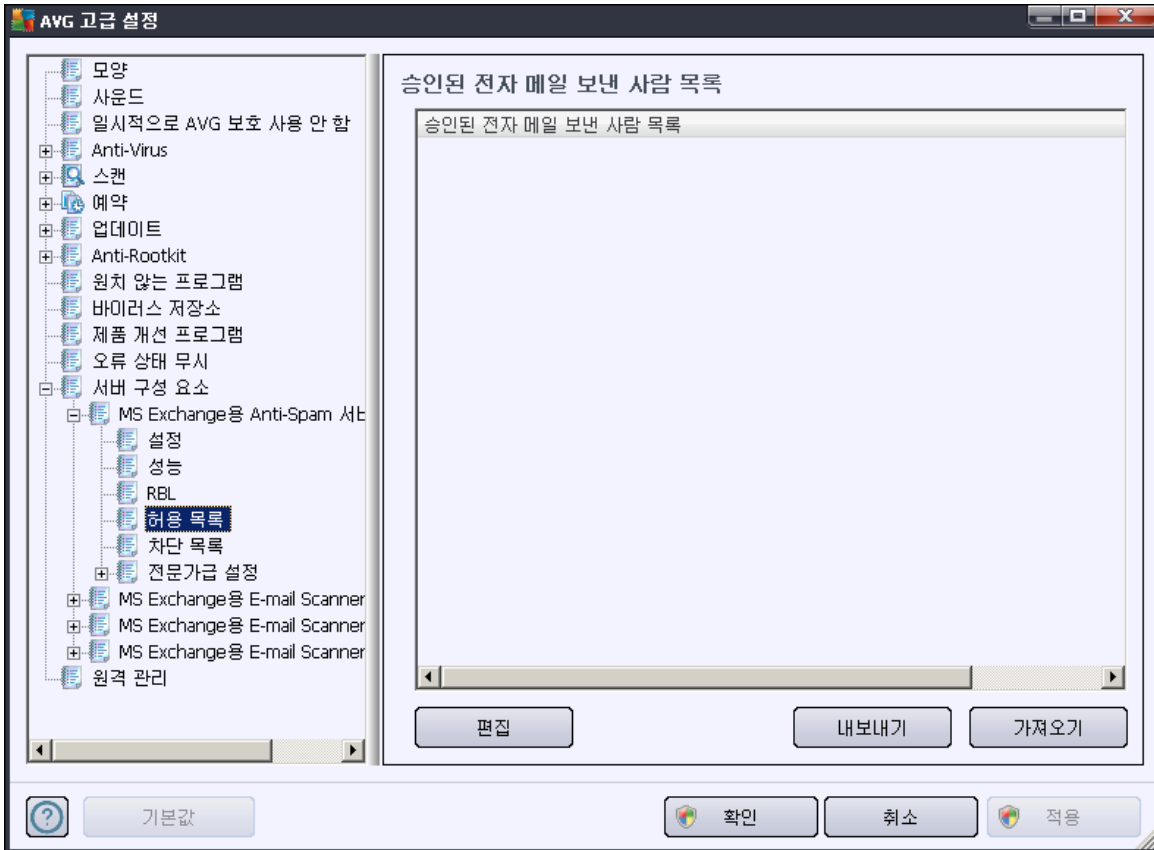 AVG 고급 설정
모양
사운드
일시적으로 AVG 보호 사용 안 함
Anti-Virus
스캔
예약
업데이트
Anti-Rootkit
원치 않는 프로그램
바이러스 저장소
제품 개선 프로그램
오류 상태 무시
서버 구성 요소
MS Exchange용 Anti-Spam 서버
설정
성능
RBL
허용 목록
차단 목록
전문가급 설정
MS Exchange용 E-mail Scanner
MS Exchange용 E-mail Scanner
MS Exchange용 E-mail Scanner
원격 관리
승인된 전자 메일 보낸 사람 목록
승인된 전자 메일 보낸 사람 목록
편집
내보내기
가져오기
기본값
확인
취소
적용